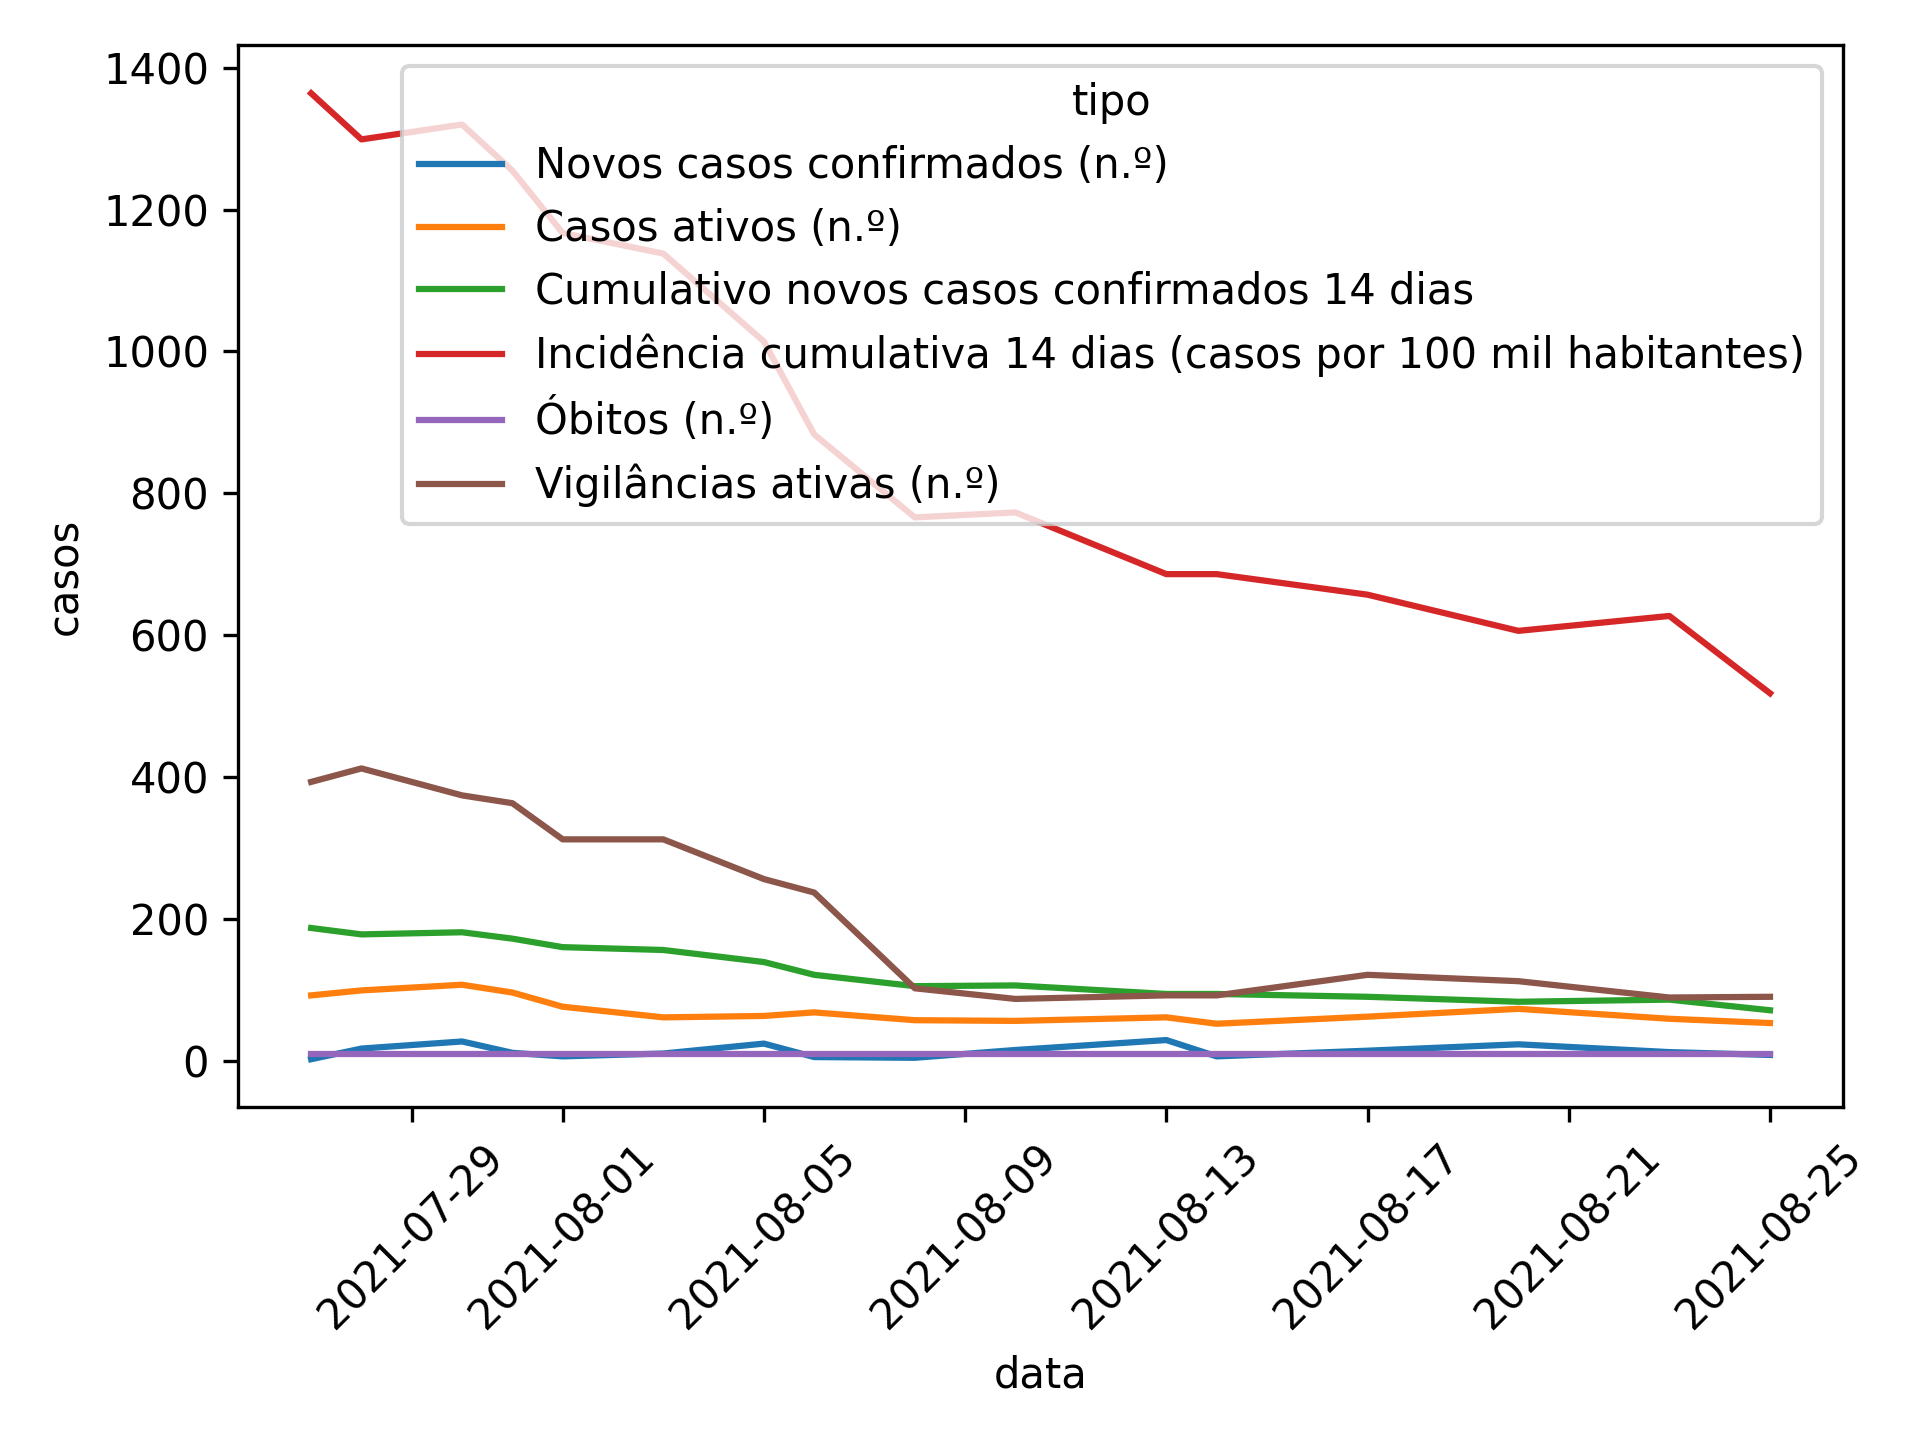 tipo
Novos casos confirmados (n.º)
Casos ativos (n.º)
Cumulativo novos casos confirmados 14 dias
Incidência cumulativa 14 dias (casos por 100 mil habitantes)
Óbitos (n.º)
Vigilâncias ativas (n.º)
1400
1200
1000
800
600
400
200
0
casos
2021-07-29
2021-08-01
2021-08-05
2021-08-09
2021-08-13
2021-08-17
2021-08-21
2021-08-25
data